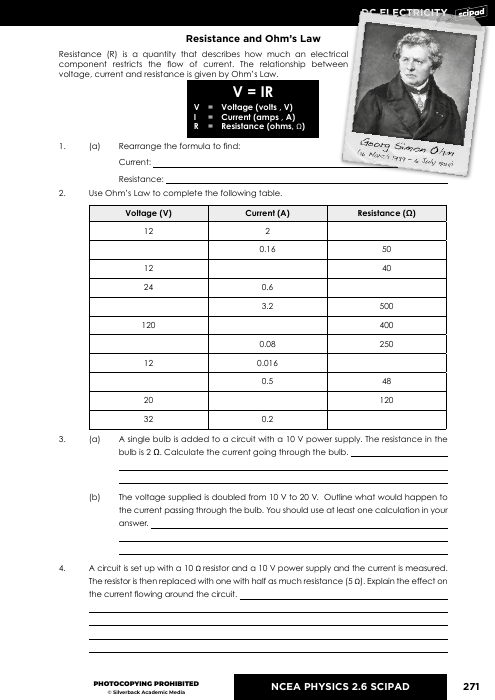 DC ELECTRICITY scipad
Resistance and Ohm's Law
Resistance (R) is a quantity that describes how much an electrical
component restricts the flow of current. The relationship between
voltage, current and resistance is given by Ohm's Law.
V = IR
V = Voltage (volts , V)
I = Current (amps , A)
R = Resistance (ohms, Ω)
Georg Simon Ohm
1. (a) Rearrange the formula to find:
Current:
Resistance:
2. Use Ohm's Law to complete the following table.
Voltage (V) Current (A) Resistance (Ω)
12 2
0.16 50
12 40
24 0.6
3.2 500
120 400
0.08 250
12 0.016
0.5 48
20 120
32 0.2
3. (a) A single bulb is added to a circuit with a 10 V power supply. The resistance in the
bulb is 2 Ω. Calculate the current going through the bulb.
(b) The voltage supplied is doubled from 10 V to 20 V. Outline what would happen to
the current passing through the bulb. You should use at least one calculation in your
answer.
4. A circuit is set up with a 10 Ω resistor and a 10 V power supply and the current is measured.
The resistor is then replaced with one with half as much resistance (5 Ω). Explain the effect on
the current flowing around the circuit.
PHOTOCOPYING PROHIBITED
© Silverback Academic Media
NCEA PHYSICS 2.6 SCIPAD 271